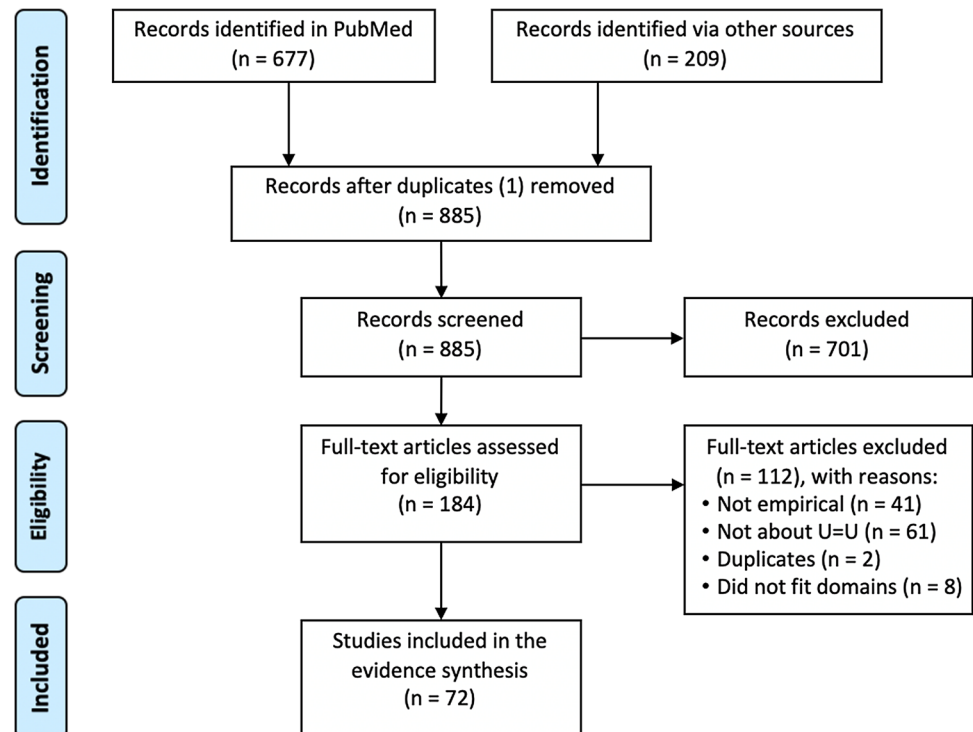 Identification
Records identified in PubMed
(n = 677)
Records identified via other sources
(n = 209)
Records after duplicates (1) removed
(n = 885)
Screening
Records screened
(n = 885)
Records excluded
(n = 701)
Eligibility
Full-text articles assessed
for eligibility
(n = 184)
Full-text articles excluded
(n = 112), with reasons:
• Not empirical (n = 41)
• Not about U=U (n = 61)
• Duplicates (n = 2)
• Did not fit domains (n = 8)
Included
Studies included in the
evidence synthesis
(n = 72)